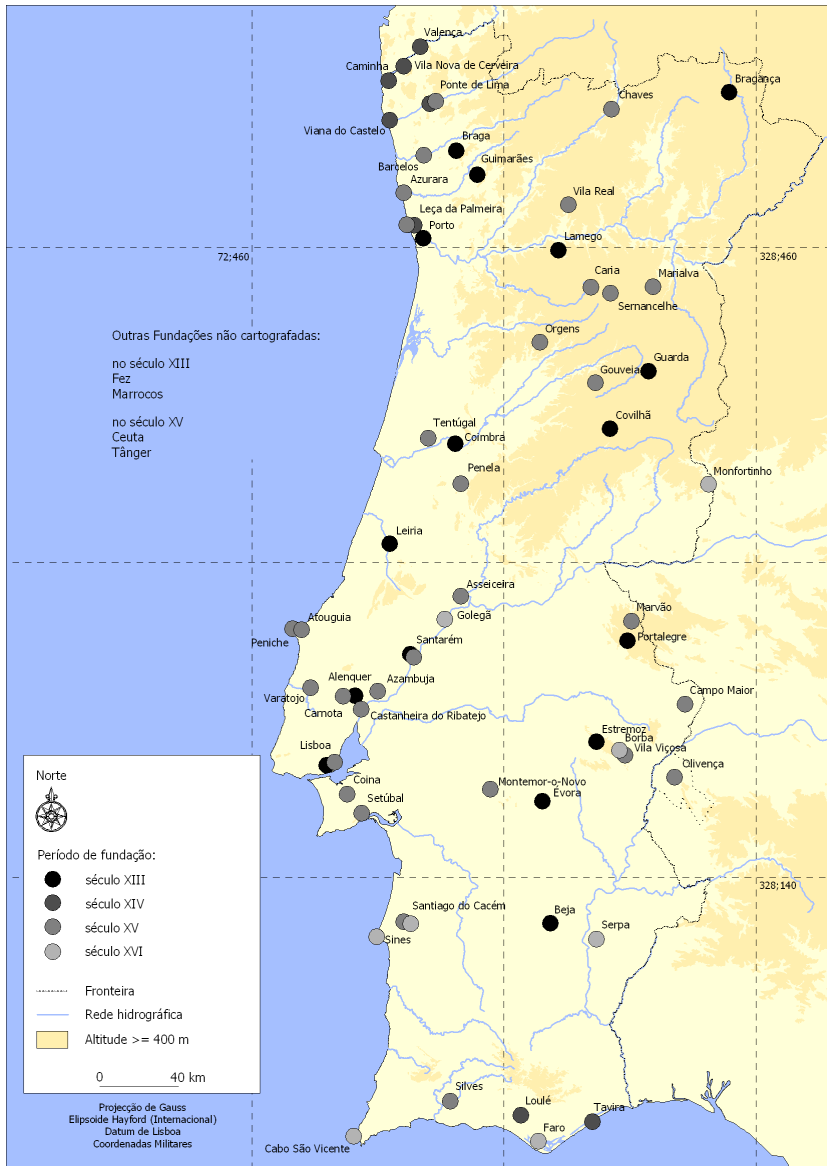 Valença
Vila Nova de Cerveira
Caminha
Ponte de Lima
Bragança
Chaves
Viana do Castelo
Braga
Barcelos
Guimarães
Azurara
Vila Real
Leça da Palmeira
Porto
Lamego
72;460
328;460
Caria
Marialva
Sernancelhe
Outras Fundações não cartografadas:
no século XIII
Fez
Marrocos
no século XV
Ceuta
Tânger
Orgens
Guarda
Gouveia
Covilhã
Tentúgal
Coimbra
Penela
Monfortinho
Leiria
Asseiceira
Golegã
Marvão
Atouguia
Peniche
Portalegre
Santarém
Alenquer
Azambuja
Varatojo
Carnota
Castanheira do Ribatejo
Campo Maior
Estremoz
Borba
Vila Viçosa
Lisboa
Olivença
Coina
Montemor-o-Novo
Évora
Setúbal
328;140
Santiago do Cacém
Beja
Serpa
Sines
Silves
Loulé
Tavira
Faro
Cabo São Vicente
Norte
Período de fundação:
século XIII
século XIV
século XV
século XVI
Fronteira
Rede hidrográfica
Altitude >= 400 m
0 40 km
Projecção de Gauss
Elipsoide Hayford (Internacional)
Datum de Lisboa
Coordenadas Militares